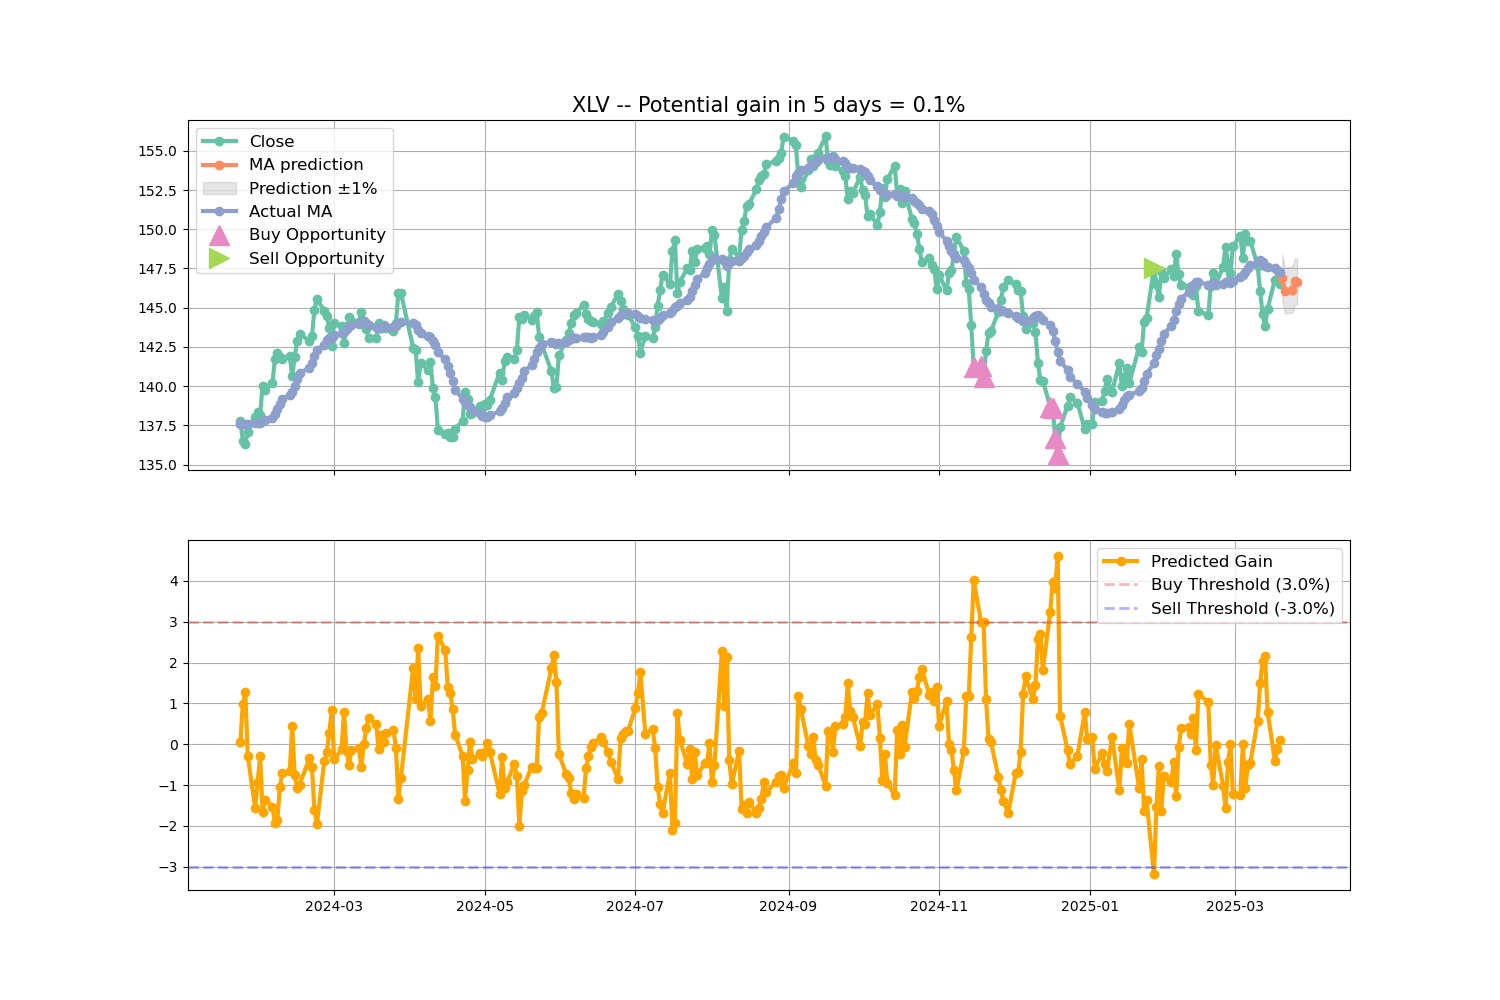 XLV -- Potential gain in 5 days = 0.1%
Close
MA prediction
Prediction ±1%
Actual MA
Buy Opportunity
Sell Opportunity
155.0
152.5
150.0
147.5
145.0
142.5
140.0
137.5
135.0
Predicted Gain
Buy Threshold (3.0%)
Sell Threshold (-3.0%)
4
3
2
1
0
−1
−2
−3
2024-03 2024-05 2024-07 2024-09 2024-11 2025-01 2025-03